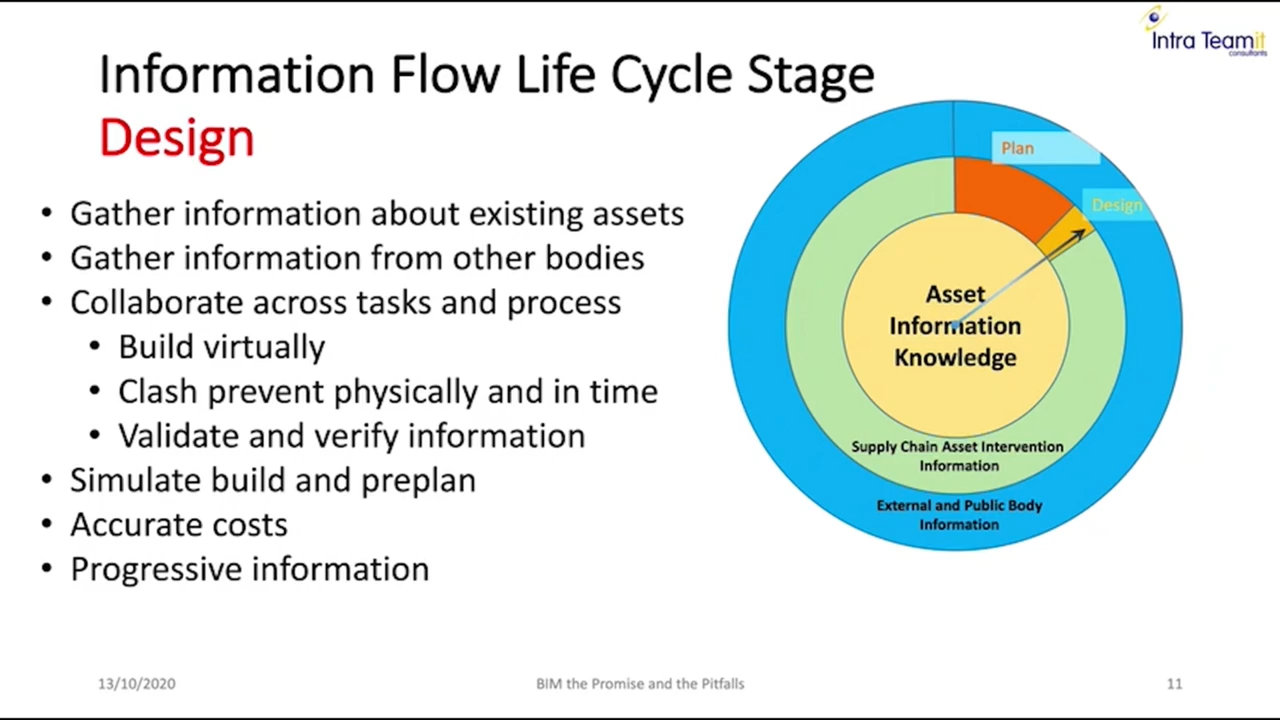 Intra Teamit
consultants
Information Flow Life Cycle Stage
Design
• Gather information about existing assets
• Gather information from other bodies
• Collaborate across tasks and process
• Build virtually
• Clash prevent physically and in time
• Validate and verify information
• Simulate build and preplan
• Accurate costs
• Progressive information
Plan
Design
Asset
Information
Knowledge
Supply Chain Asset Intervention
Information
External and Public Body
Information
13/10/2020
BIM the Promise and the Pitfalls
11